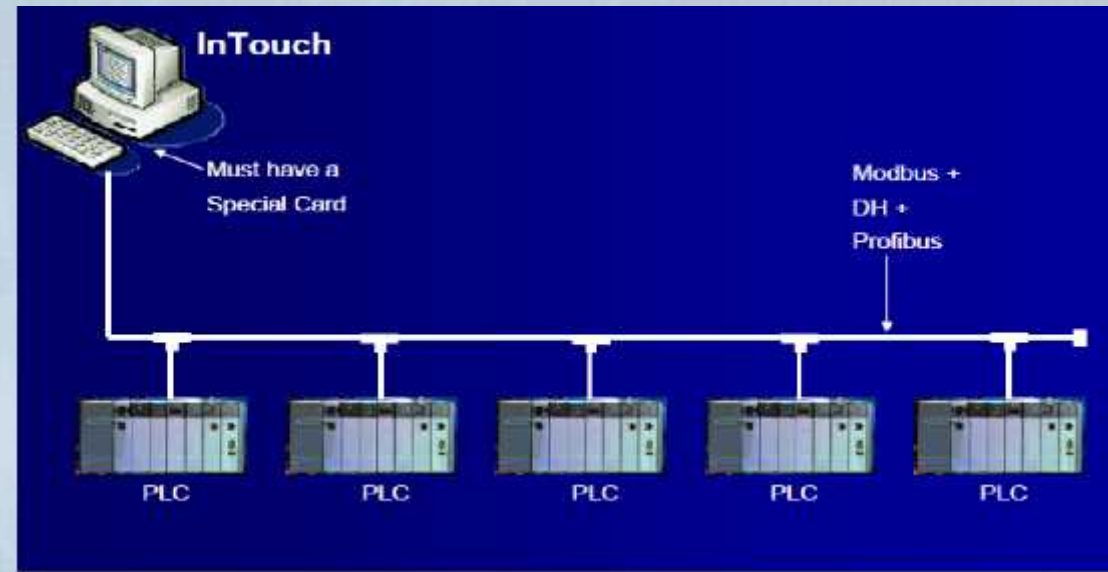 InTouch
Must have a
Special Card
Modbus +
DH +
Profibus
PLC
PLC
PLC
PLC
PLC